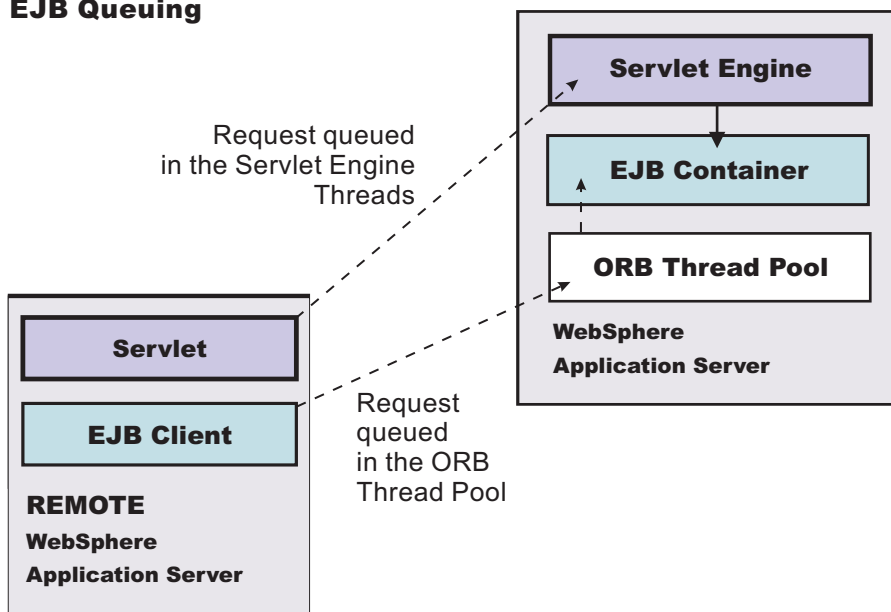 EJB Queuing
Servlet Engine
Request queued
in the Servlet Engine
Threads
EJB Container
ORB Thread Pool
WebSphere
Application Server
Servlet
EJB Client
Request
queued
in the ORB
Thread Pool
REMOTE
WebSphere
Application Server